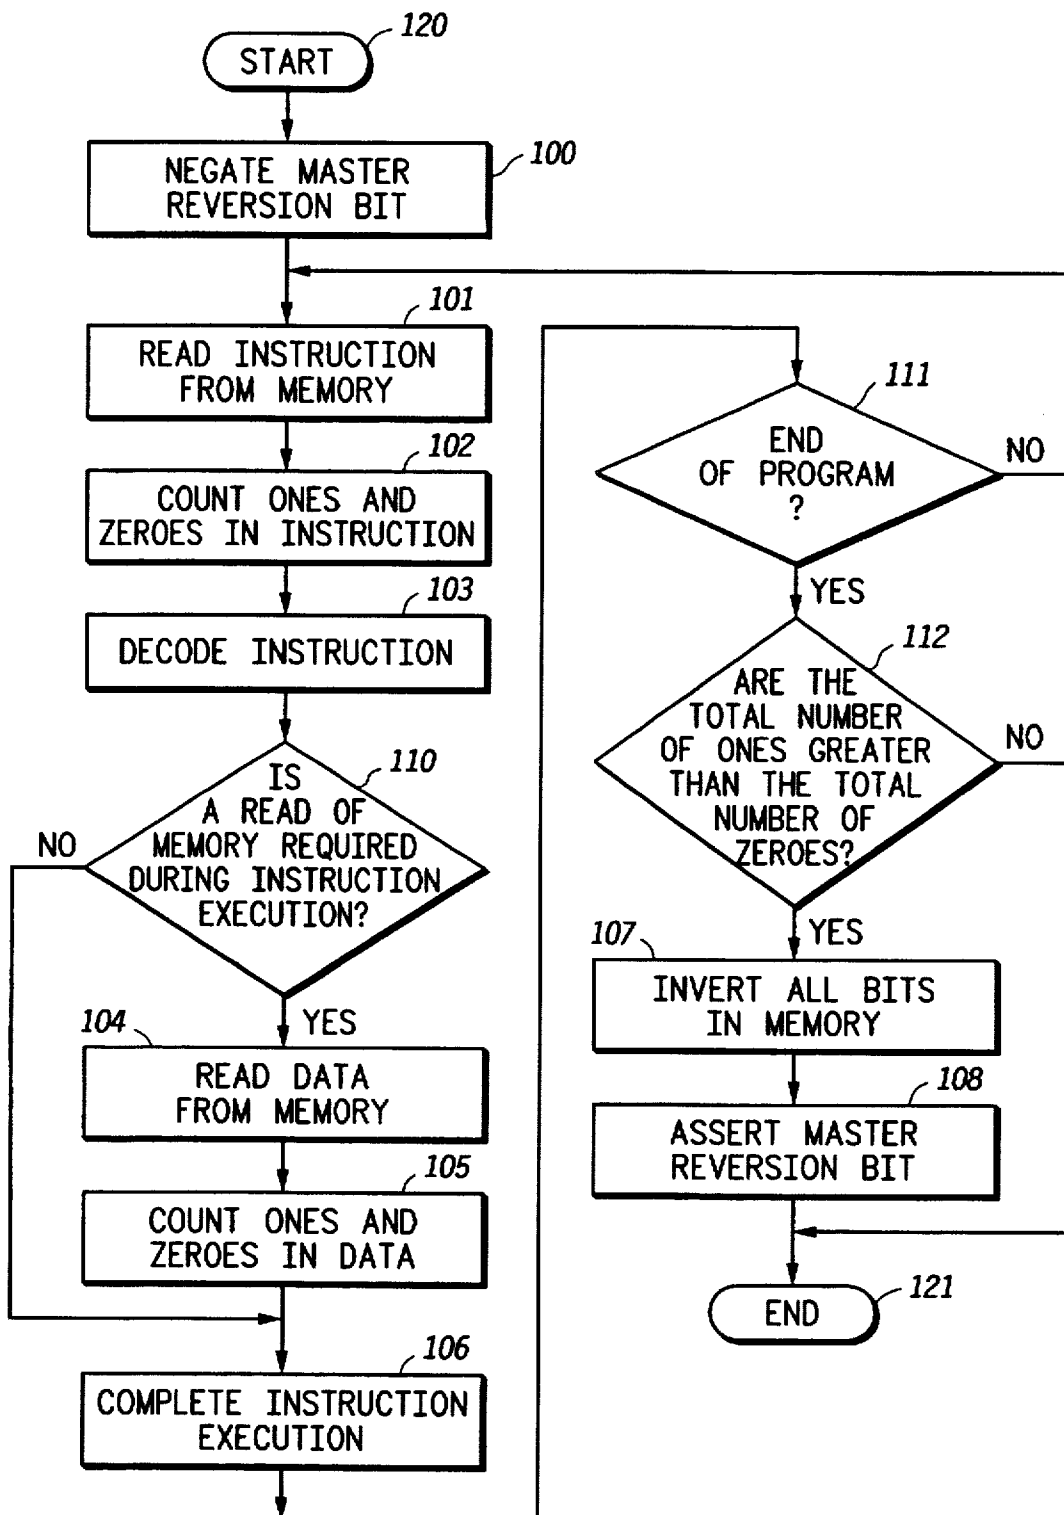 120
START
100
NEGATE MASTER
REVERSION BIT
101
READ INSTRUCTION
FROM MEMORY
102
COUNT ONES AND
ZEROES IN INSTRUCTION
103
DECODE INSTRUCTION
110
IS
A READ OF
MEMORY REQUIRED
DURING INSTRUCTION
EXECUTION?
NO
YES
104
READ DATA
FROM MEMORY
105
COUNT ONES AND
ZEROES IN DATA
106
COMPLETE INSTRUCTION
EXECUTION
111
END
OF PROGRAM
?
NO
YES
112
ARE THE
TOTAL NUMBER
OF ONES GREATER
THAN THE TOTAL
NUMBER OF
ZEROES?
NO
YES
107
INVERT ALL BITS
IN MEMORY
108
ASSERT MASTER
REVERSION BIT
END
121